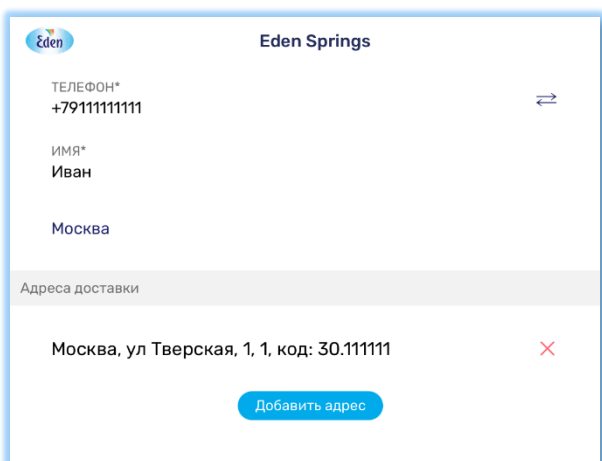 Eden
Eden Springs
ТЕЛЕФОН*
+79111111111
ИМЯ*
Иван
Москва
Адреса доставки
Москва, ул Тверская, 1, 1, код: 30.111111
Добавить адрес